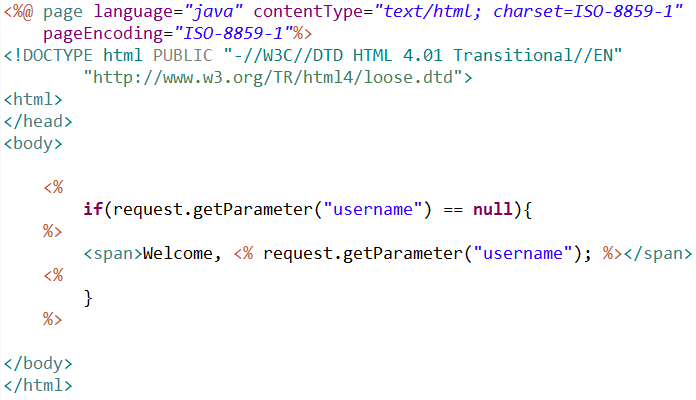 <%@ page language="java" contentType="text/html; charset=ISO-8859-1"
    pageEncoding="ISO-8859-1"%>
<!DOCTYPE html PUBLIC "-//W3C//DTD HTML 4.01 Transitional//EN"
        "http://www.w3.org/TR/html4/loose.dtd">
<html>
</head>
<body>
    <%
        if(request.getParameter("username") == null){
    %>
        <span>Welcome, <% request.getParameter("username"); %></span>
    <%
        }
    %>
</body>
</html>